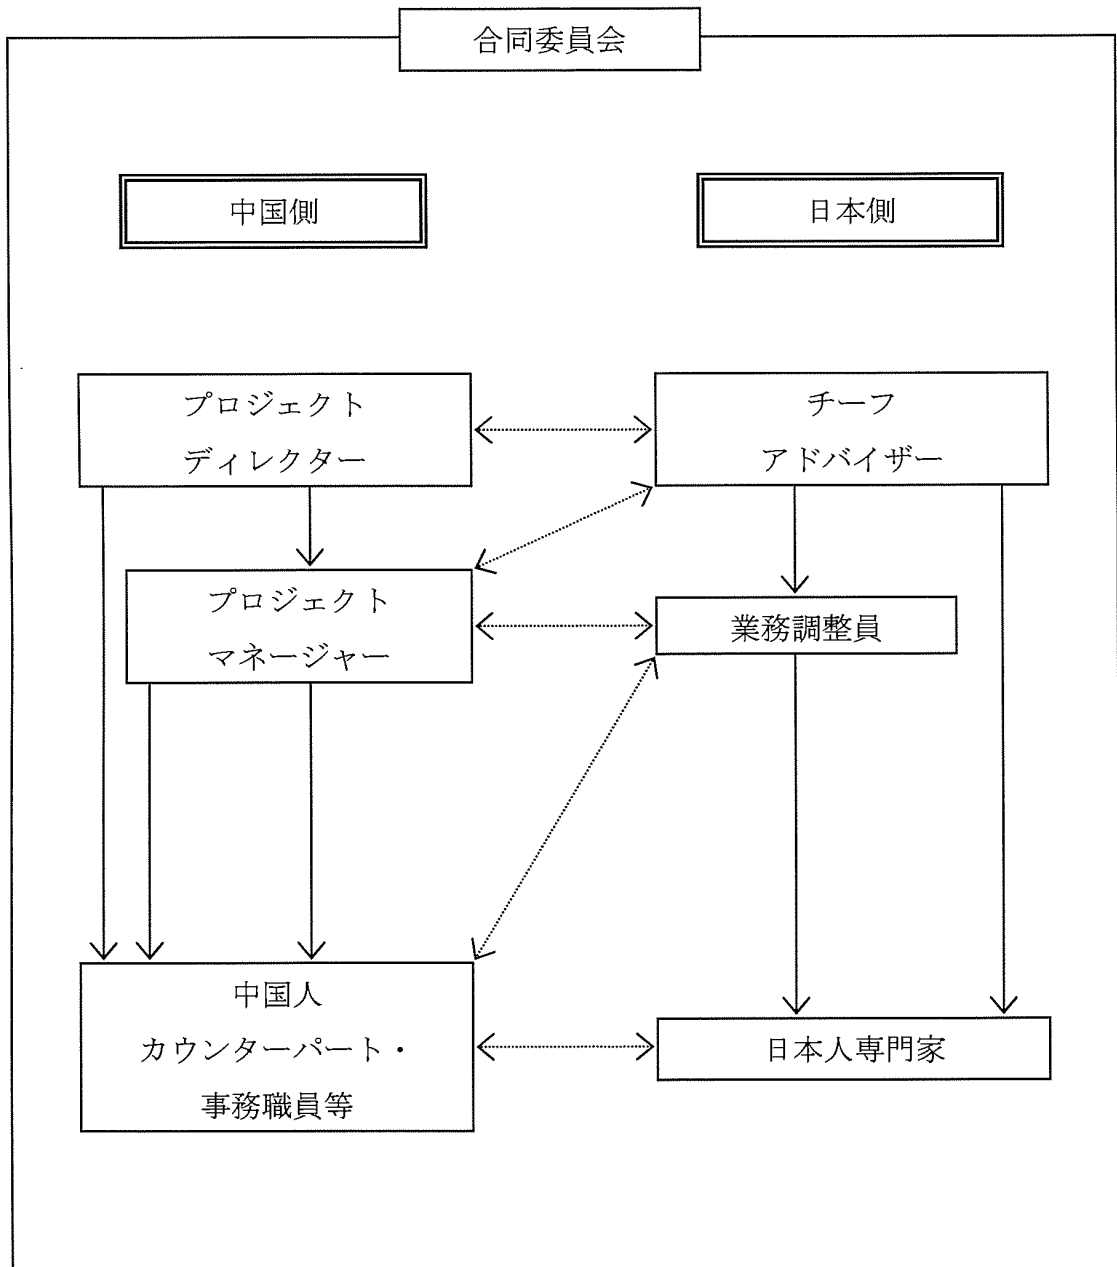 合同委員会
中国側
日本側
プロジェクト
ディレクター
チーフ
アドバイザー
プロジェクト
マネージャー
業務調整員
中国人
カウンターパート・
事務職員等
日本人専門家